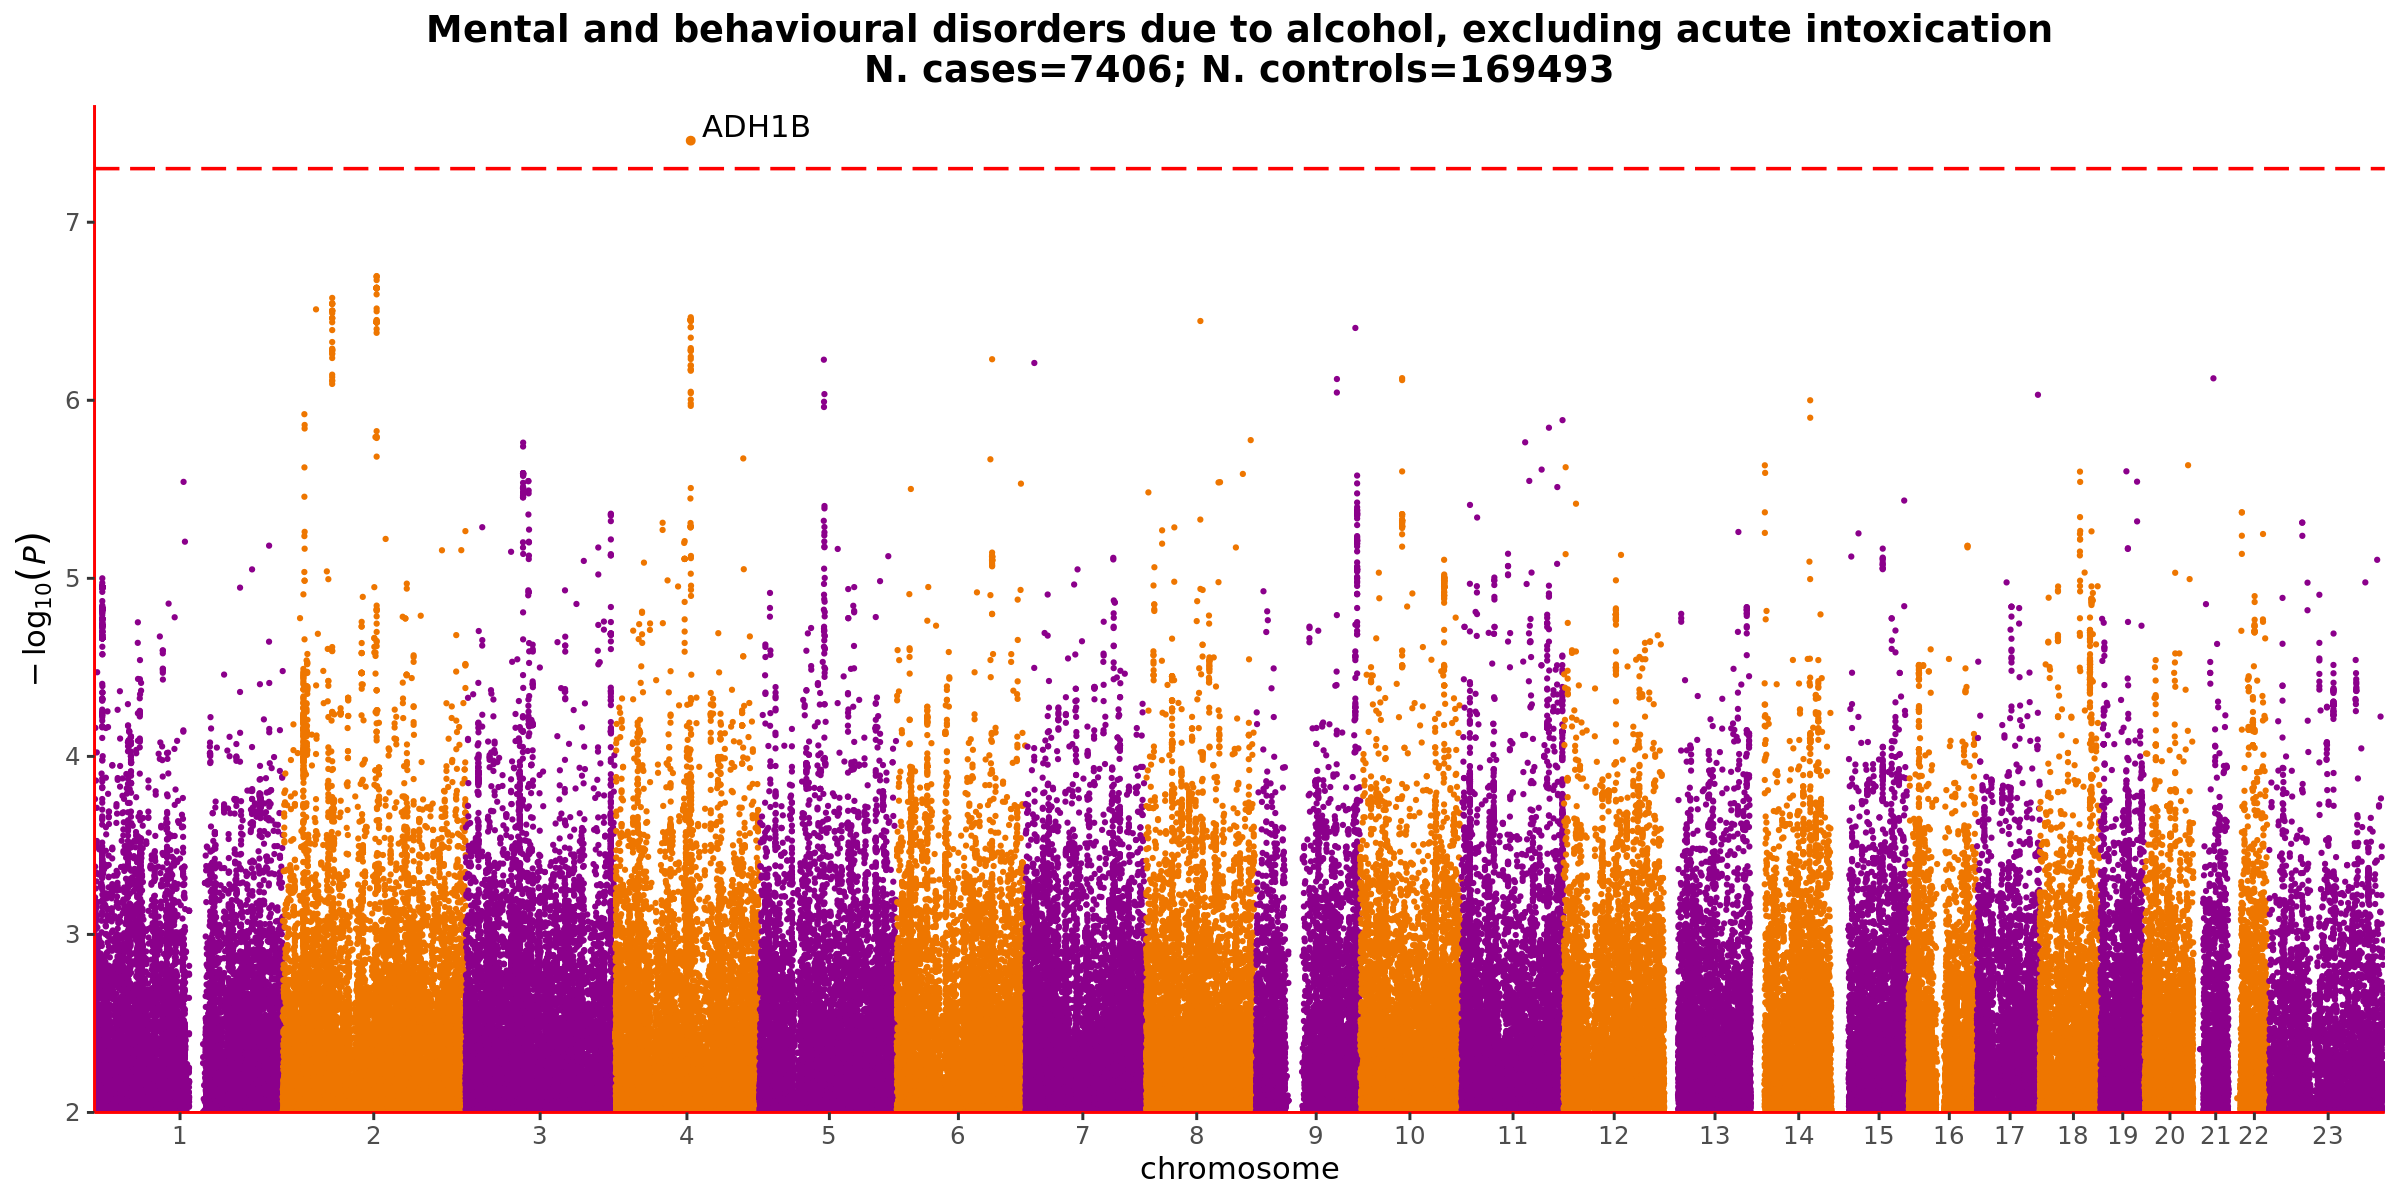 Mental and behavioural disorders due to alcohol, excluding acute intoxication
N. cases=7406; N. controls=169493
ADH1B
7
6
5
4
3
2
−log10(P)
1 2 3 4 5 6 7 8 9 10 11 12 13 14 15 16 17 18 19 20 21 22 23
chromosome